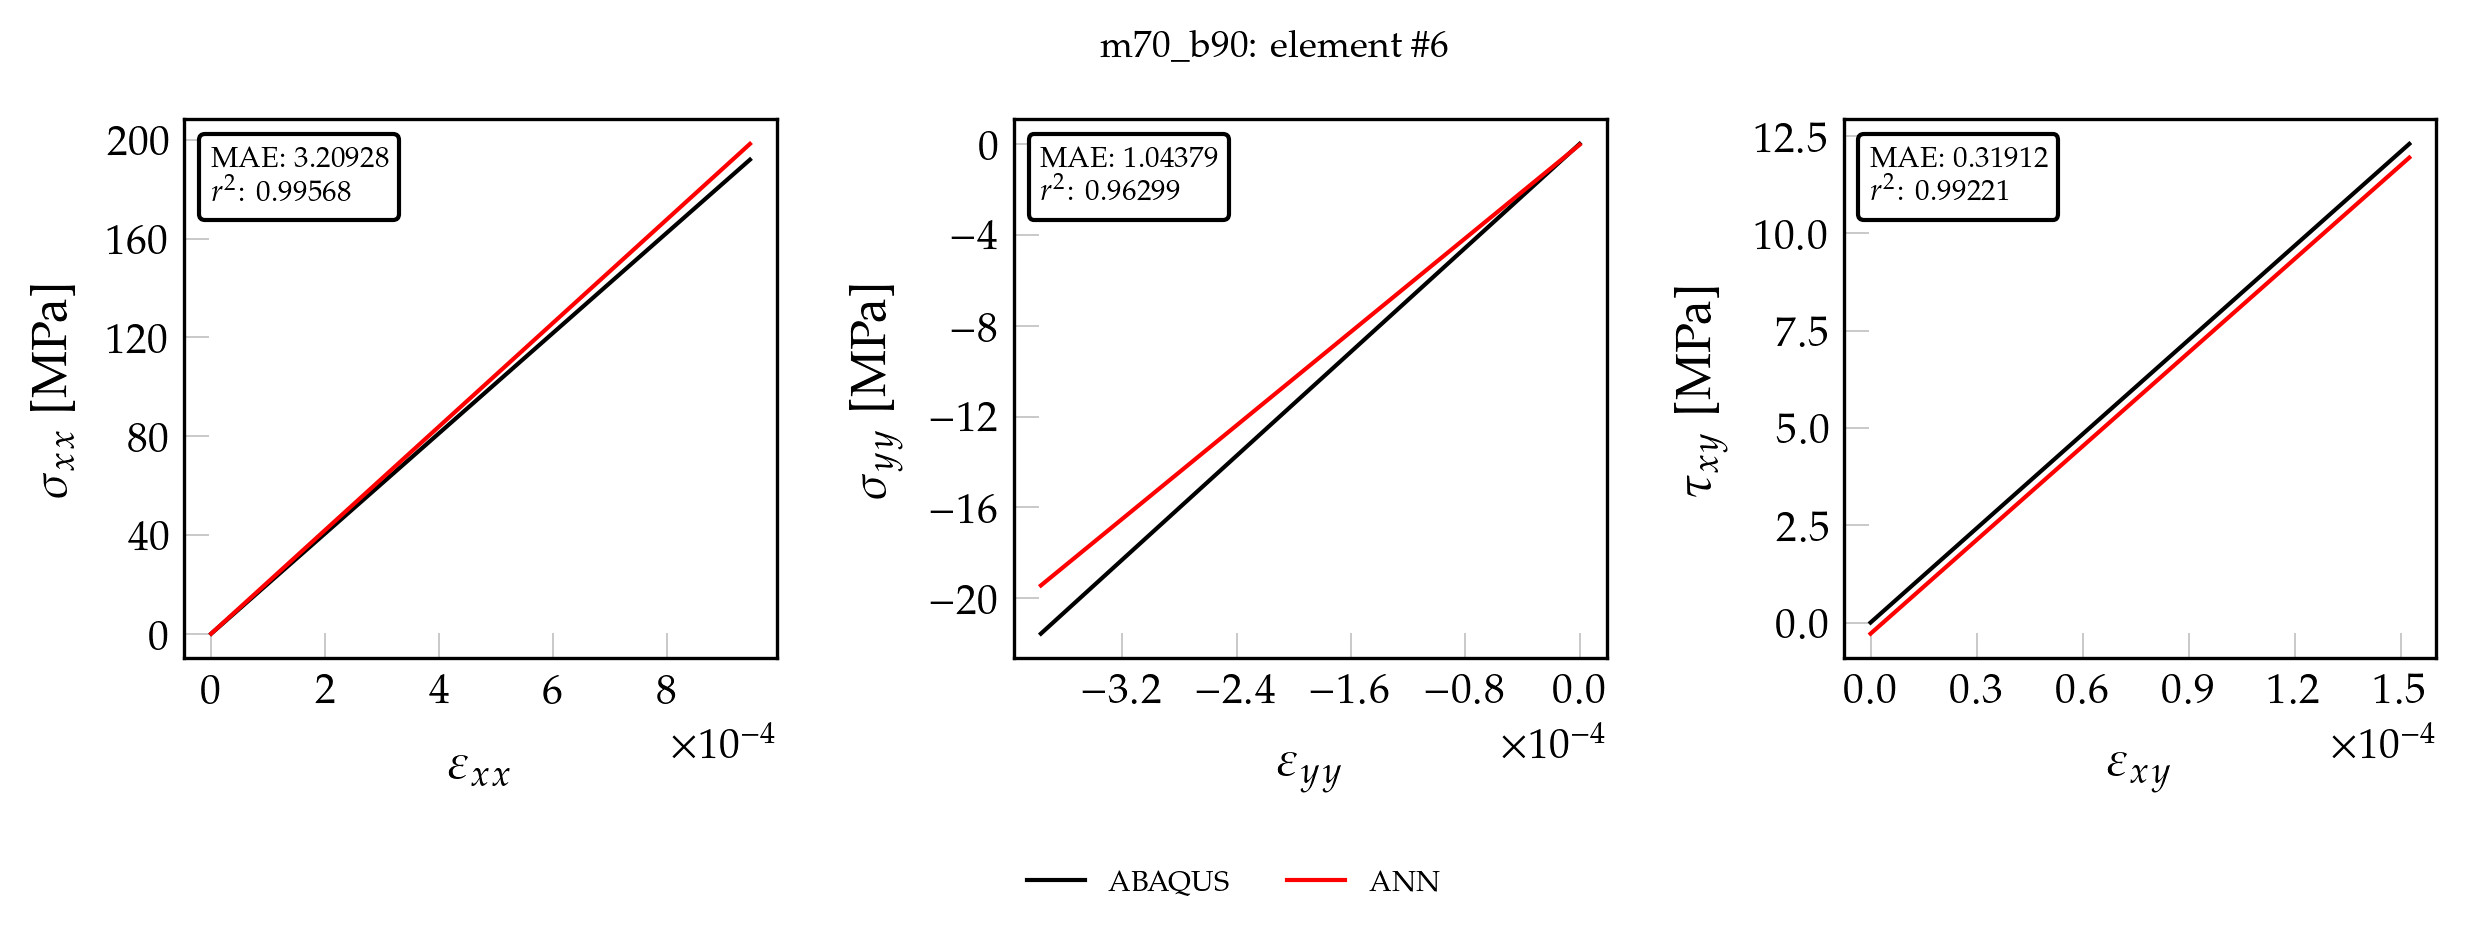 m70_b90: element #6
MAE: 3.20928
r²: 0.99568
200
160
120
80
40
0
σxx [MPa]
0 2 4 6 8
×10⁻⁴
εxx
MAE: 1.04379
r²: 0.96299
0
−4
−8
−12
−16
−20
σyy [MPa]
−3.2 −2.4 −1.6 −0.8 0.0
×10⁻⁴
εyy
MAE: 0.31912
r²: 0.99221
12.5
10.0
7.5
5.0
2.5
0.0
τxy [MPa]
0.0 0.3 0.6 0.9 1.2 1.5
×10⁻⁴
εxy
ABAQUS ANN